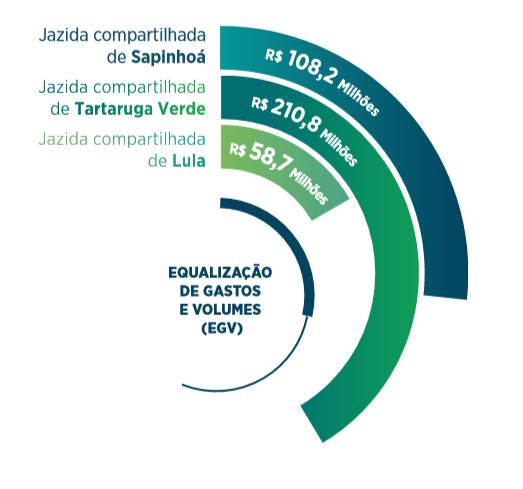 Jazida compartilhada
de Sapinhoá
R$ 108,2 Milhões
Jazida compartilhada
de Tartaruga Verde
R$ 210,8 Milhões
Jazida compartilhada
de Lula
R$ 58,7 Milhões
EQUALIZAÇÃO
DE GASTOS
E VOLUMES
(EGV)